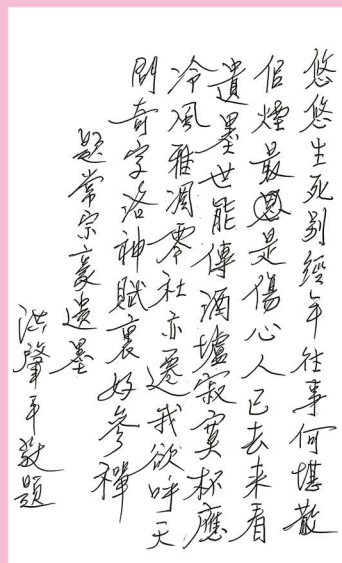 悠悠生死別經年往事何堪散
作煙最是傷心人已去来看
遺墨世能傳酒壚寂寞杯應
冷風雅凋零社亦遷我欲呼天
問奇字洛神賦裏好參禪
題常宗豪遺墨
洪肇平敬題